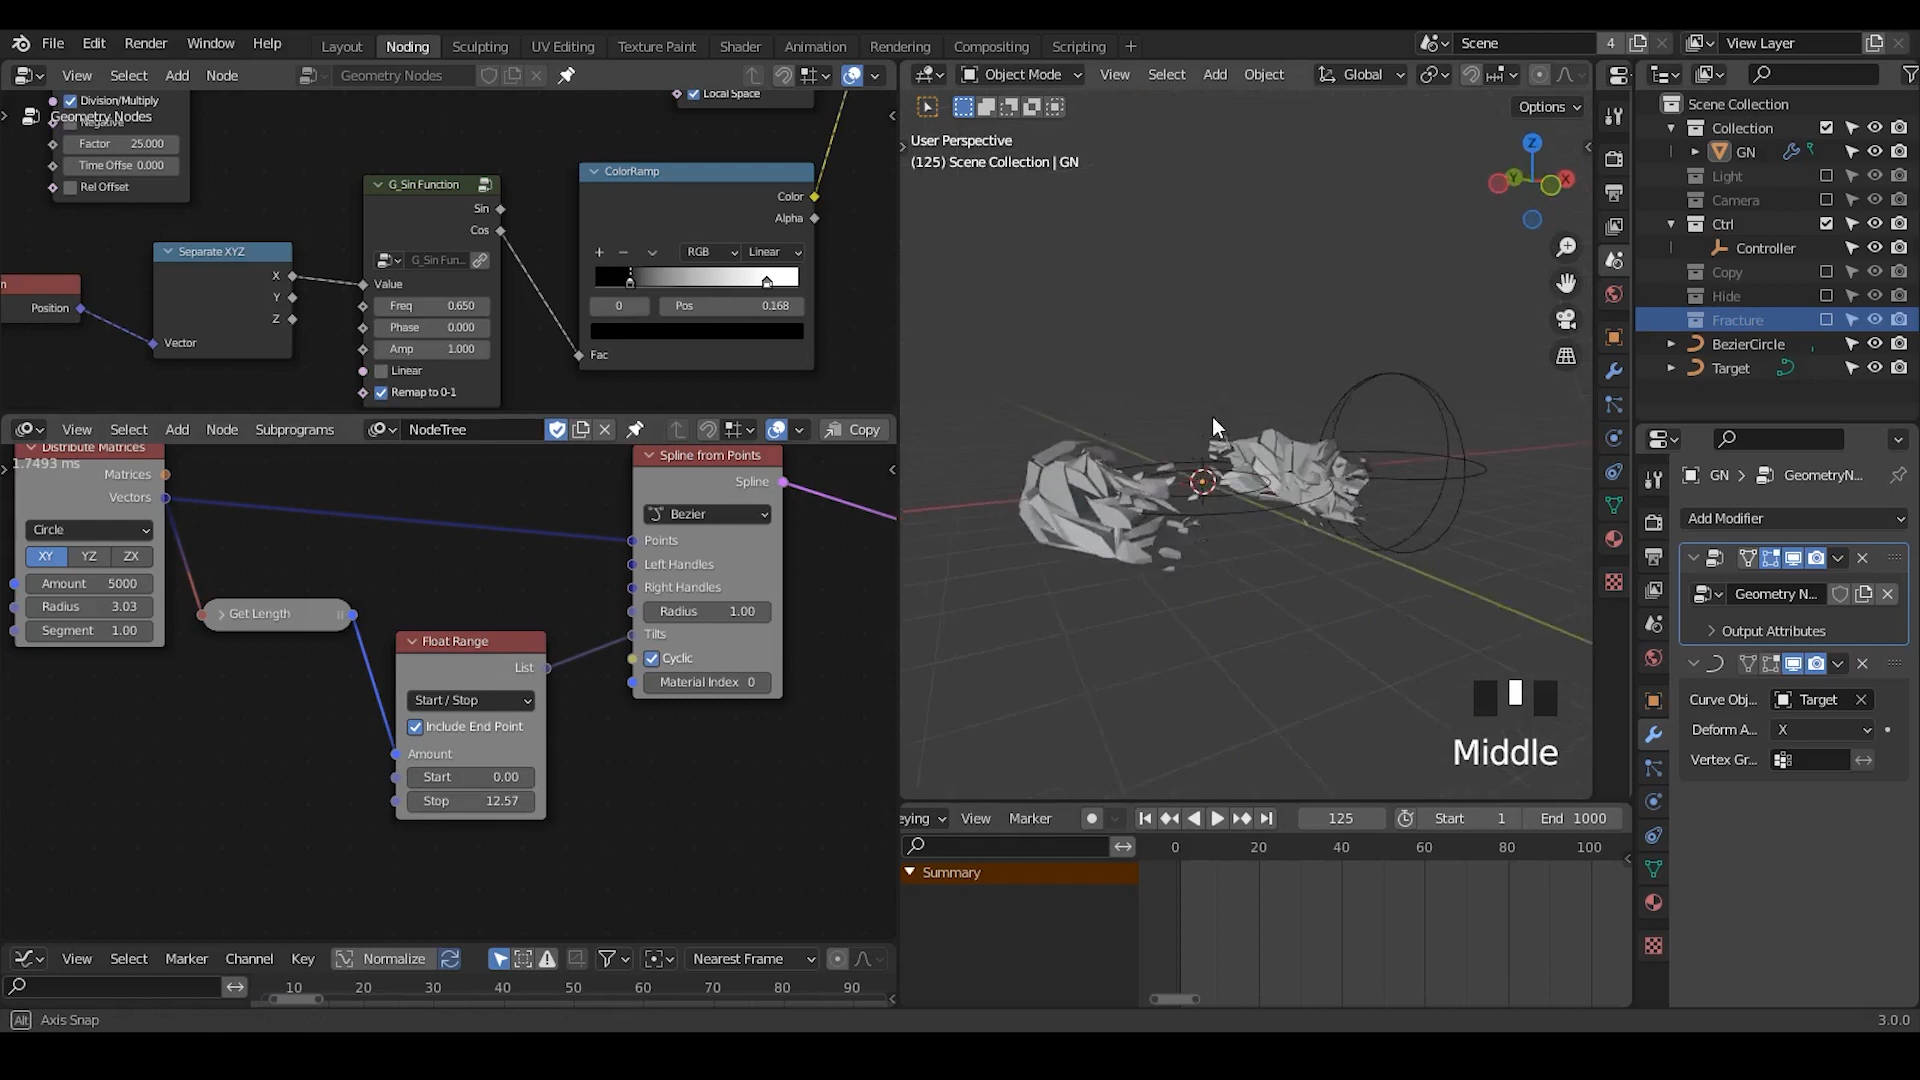 File Edit Render Window Help
Layout Noding Sculpting UV Editing Texture Paint Shader Animation Rendering Compositing Scripting +
Scene 4 View Layer
View Select Add Node Geometry Nodes
Object Mode View Select Add Object Global
Options
Division/Multiply
Geometry Nodes
Negative
Factor 25.000
Time Offse 0.000
Rel Offset
Local Space
Separate XYZ
X
Y
Z
Vector
Position
G_Sin Function
Sin
Cos
G_Sin Fun...
Value
Freq 0.650
Phase 0.000
Amp 1.000
Linear
Remap to 0-1
ColorRamp
Color
Alpha
RGB Linear
0 Pos 0.168
Fac
User Perspective
(125) Scene Collection | GN
Z
Y
X
Middle
Scene Collection
Collection
GN
Light
Camera
Ctrl
Controller
Copy
Hide
Fracture
BezierCircle
Target
View Select Add Node Subprograms NodeTree Copy
Distribute Matrices
1.7493 ms
Matrices
Vectors
Circle
XY YZ ZX
Amount 5000
Radius 3.03
Segment 1.00
Get Length
Float Range
List
Start / Stop
Include End Point
Amount
Start 0.00
Stop 12.57
Spline from Points
Spline
Bezier
Points
Left Handles
Right Handles
Radius 1.00
Tilts
Cyclic
Material Index 0
GN GeometryN...
Add Modifier
Geometry N...
Output Attributes
Curve Obj... Target
Deform A... X
Vertex Gr...
eying View Marker 125 Start 1 End 1000
0 20 40 60 80 100
Summary
View Select Marker Channel Key Normalize Nearest Frame
10 20 30 40 50 60 70 80 90
Alt Axis Snap
3.0.0